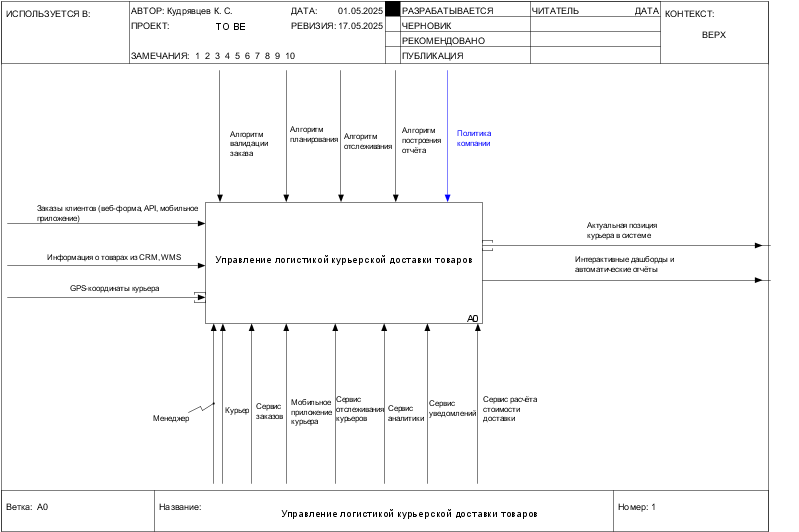 ИСПОЛЬЗУЕТСЯ В:
АВТОР: Кудрявцев К. С.
ДАТА: 01.05.2025
РАЗРАБАТЫВАЕТСЯ
ЧИТАТЕЛЬ
ДАТА
КОНТЕКСТ:
ПРОЕКТ: TO BE
РЕВИЗИЯ: 17.05.2025
ЧЕРНОВИК
ВЕРХ
РЕКОМЕНДОВАНО
ЗАМЕЧАНИЯ: 1 2 3 4 5 6 7 8 9 10
ПУБЛИКАЦИЯ
Алгоритм
валидации
заказа
Алгоритм
планирования
Алгоритм
отслеживания
Алгоритм
построения
отчёта
Политика
компании
Заказы клиентов (веб-форма, API, мобильное
приложение)
Информация о товарах из CRM, WMS
GPS-координаты курьера
Управление логистикой курьерской доставки товаров
A0
Актуальная позиция
курьера в системе
Интерактивные дашборды и
автоматические отчёты
Менеджер
Курьер
Сервис
заказов
Мобильное
приложение
курьера
Сервис
отслеживания
курьеров
Сервис
аналитики
Сервис
уведомлений
Сервис расчёта
стоимости
доставки
Ветка: A0
Название:
Управление логистикой курьерской доставки товаров
Номер: 1